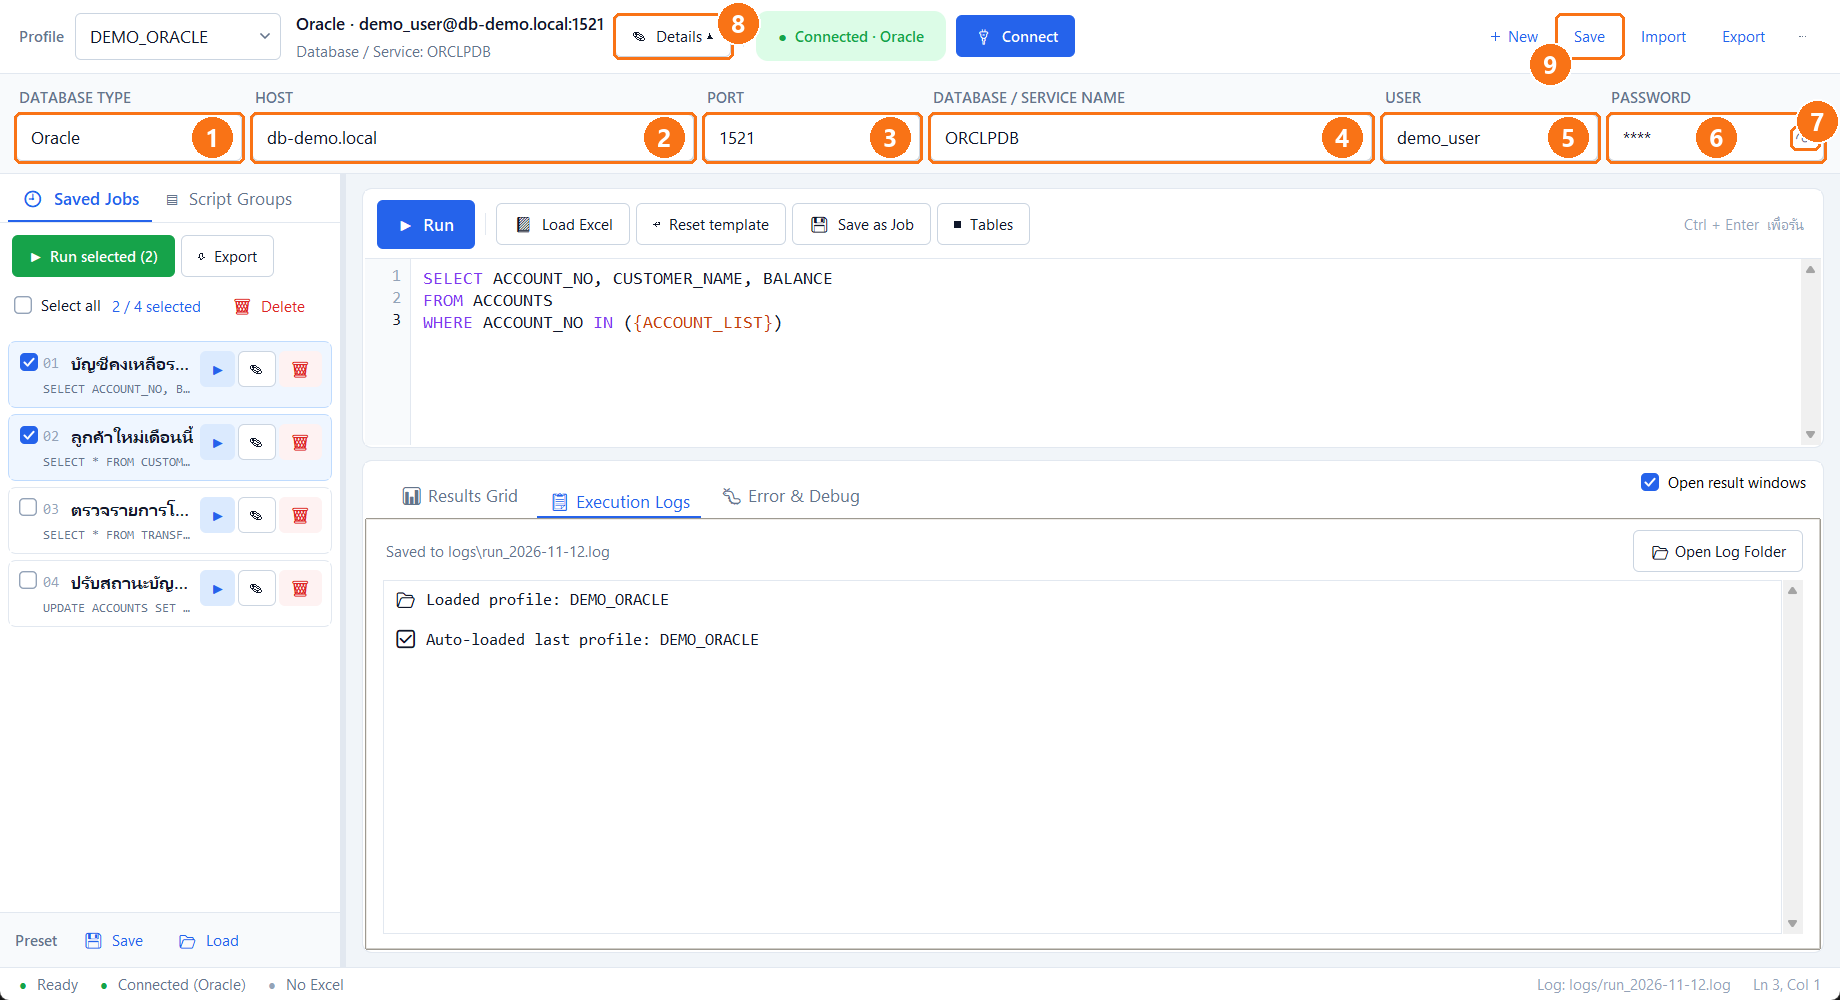 Profile
DEMO_ORACLE
Oracle · demo_user@db-demo.local:1521
Database / Service: ORCLPDB
Details
8
Connected · Oracle
Connect
+ New
Save
Import
Export
...
9
DATABASE TYPE
HOST
PORT
DATABASE / SERVICE NAME
USER
PASSWORD
Oracle
1
db-demo.local
2
1521
3
ORCLPDB
4
demo_user
5
****
6
7
Saved Jobs
Script Groups
Run selected (2)
Export
Select all
2 / 4 selected
Delete
01 บัญชีคงเหลือร...
SELECT ACCOUNT_NO, B...
02 ลูกค้าใหม่เดือนนี้
SELECT * FROM CUSTOM...
03 ตรวจรายการโ...
SELECT * FROM TRANSF...
04 ปรับสถานะบัญ...
UPDATE ACCOUNTS SET ...
Preset
Save
Load
Run
Load Excel
Reset template
Save as Job
Tables
Ctrl + Enter เพื่อรัน
1 SELECT ACCOUNT_NO, CUSTOMER_NAME, BALANCE
2 FROM ACCOUNTS
3 WHERE ACCOUNT_NO IN ({ACCOUNT_LIST})
Results Grid
Execution Logs
Error & Debug
Open result windows
Saved to logs\run_2026-11-12.log
Open Log Folder
Loaded profile: DEMO_ORACLE
Auto-loaded last profile: DEMO_ORACLE
Ready
Connected (Oracle)
No Excel
Log: logs/run_2026-11-12.log
Ln 3, Col 1